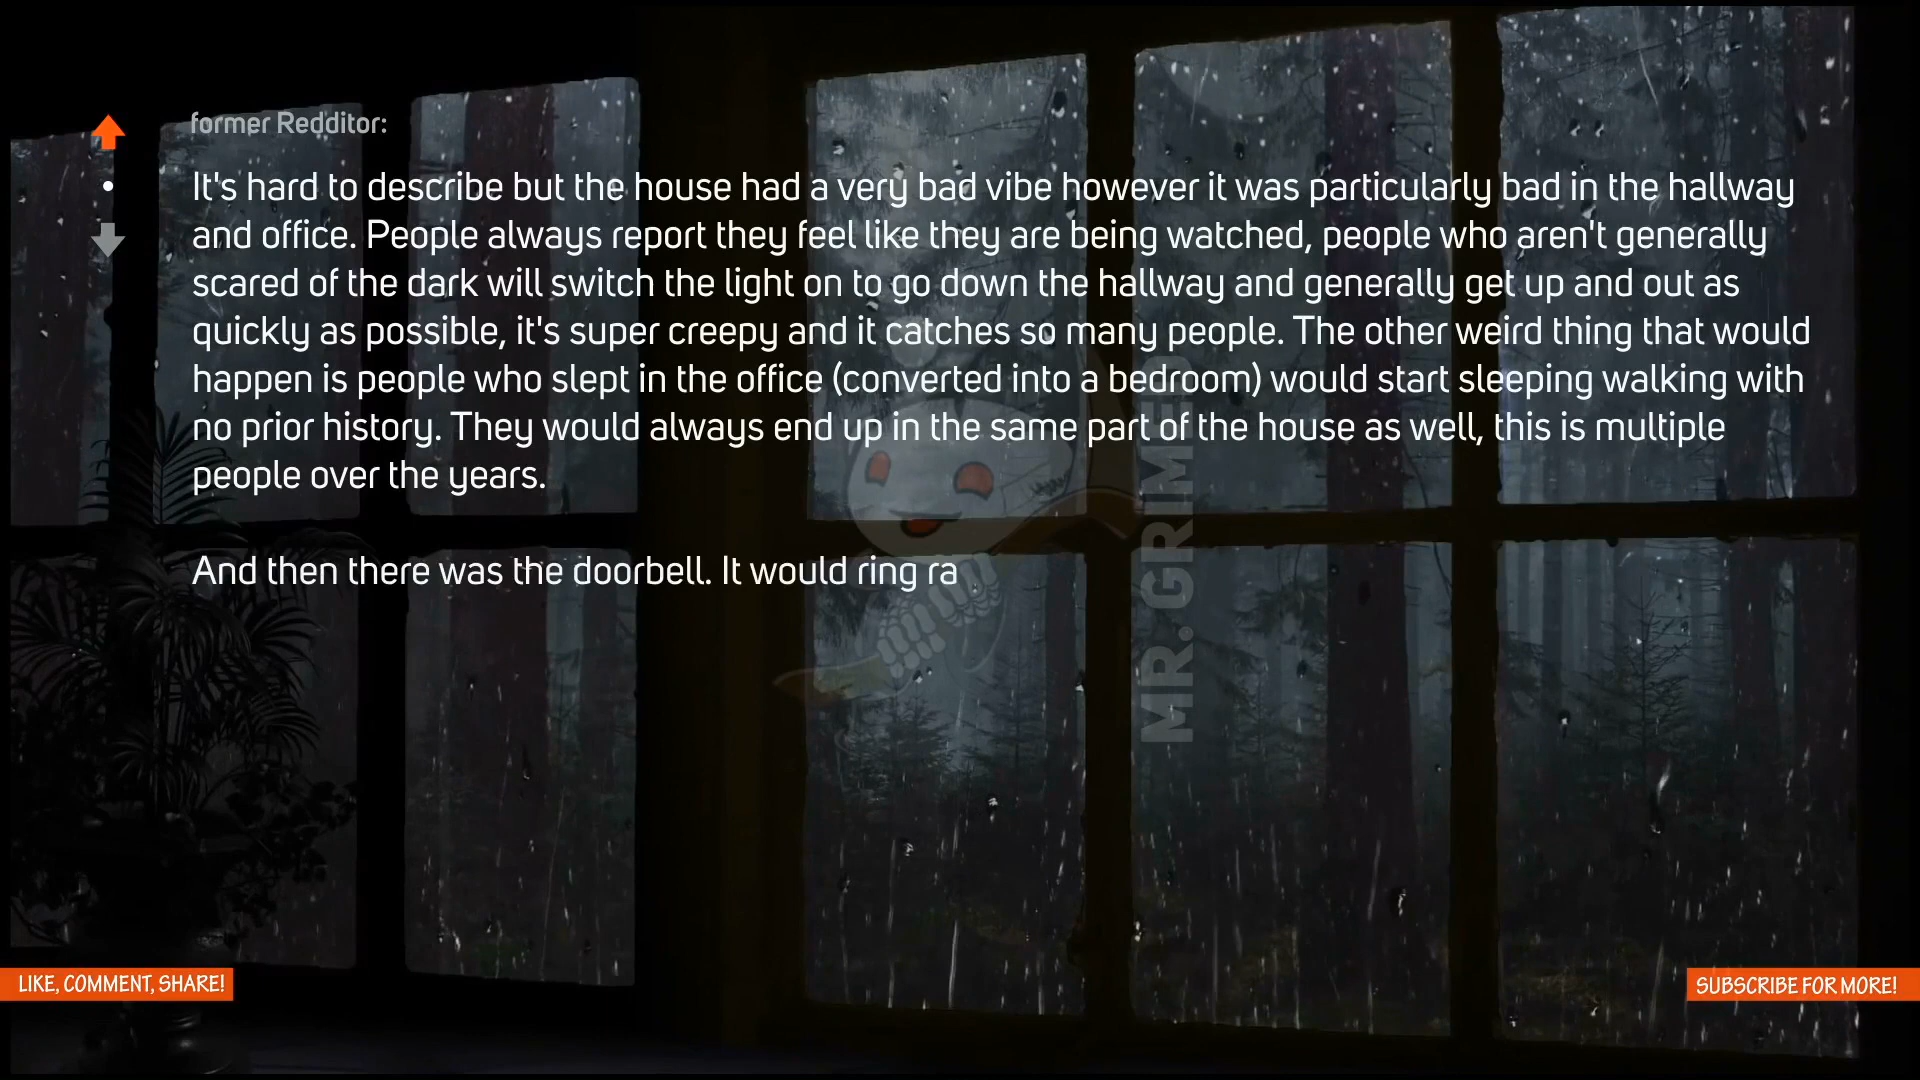 former Redditor:
It's hard to describe but the house had a very bad vibe however it was particularly bad in the hallway
and office. People always report they feel like they are being watched, people who aren't generally
scared of the dark will switch the light on to go down the hallway and generally get up and out as
quickly as possible, it's super creepy and it catches so many people. The other weird thing that would
happen is people who slept in the office (converted into a bedroom) would start sleeping walking with
no prior history. They would always end up in the same part of the house as well, this is multiple
people over the years.
And then there was the doorbell. It would ring ra
MR. GRIMER
LIKE, COMMENT, SHARE!
SUBSCRIBE FOR MORE!